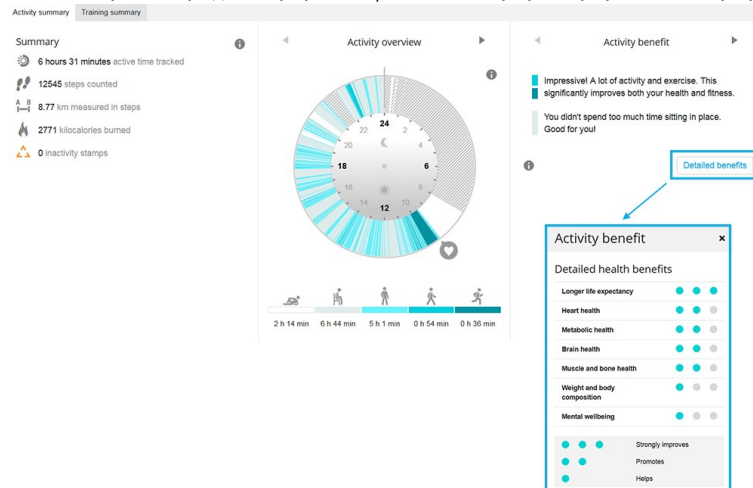 Activity summary
Training summary
Summary
6 hours 31 minutes active time tracked
12545 steps counted
A B
8.77 km measured in steps
2771 kilocalories burned
0 inactivity stamps
Activity overview
24
22
2
20
4
18
6
16
8
14
10
12
2 h 14 min
6 h 44 min
5 h 1 min
0 h 54 min
0 h 36 min
Activity benefit
Impressive! A lot of activity and exercise. This
significantly improves both your health and fitness.
You didn't spend too much time sitting in place.
Good for you!
Detailed benefits
Activity benefit
×
Detailed health benefits
Longer life expectancy
Heart health
Metabolic health
Brain health
Muscle and bone health
Weight and body
composition
Mental wellbeing
Strongly improves
Promotes
Helps